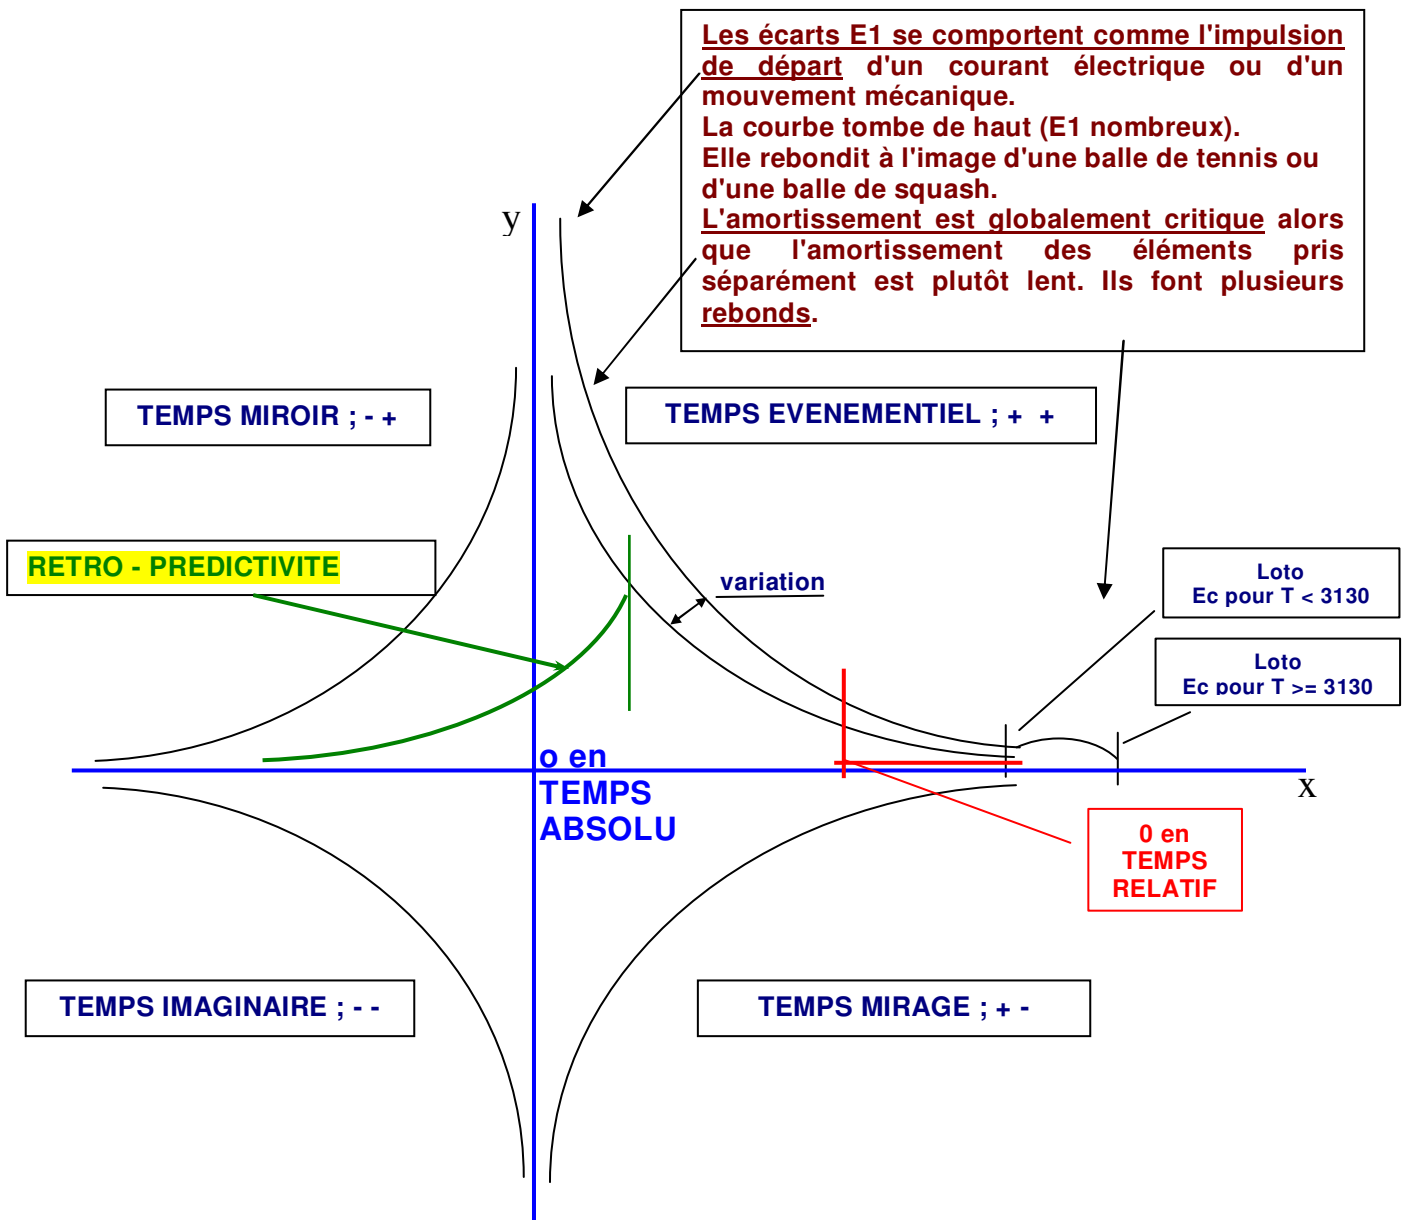 Les écarts E1 se comportent comme l'impulsion
de départ d'un courant électrique ou d'un
mouvement mécanique.
La courbe tombe de haut (E1 nombreux).
Elle rebondit à l'image d'une balle de tennis ou
d'une balle de squash.
L'amortissement est globalement critique alors
que l'amortissement des éléments pris
séparément est plutôt lent. Ils font plusieurs
rebonds.
y
TEMPS MIROIR ; - +
TEMPS EVENEMENTIEL ; + +
RETRO - PREDICTIVITE
variation
Loto
Ec pour T < 3130
Loto
Ec pour T >= 3130
o en
TEMPS
ABSOLU
x
0 en
TEMPS
RELATIF
TEMPS IMAGINAIRE ; - -
TEMPS MIRAGE ; + -